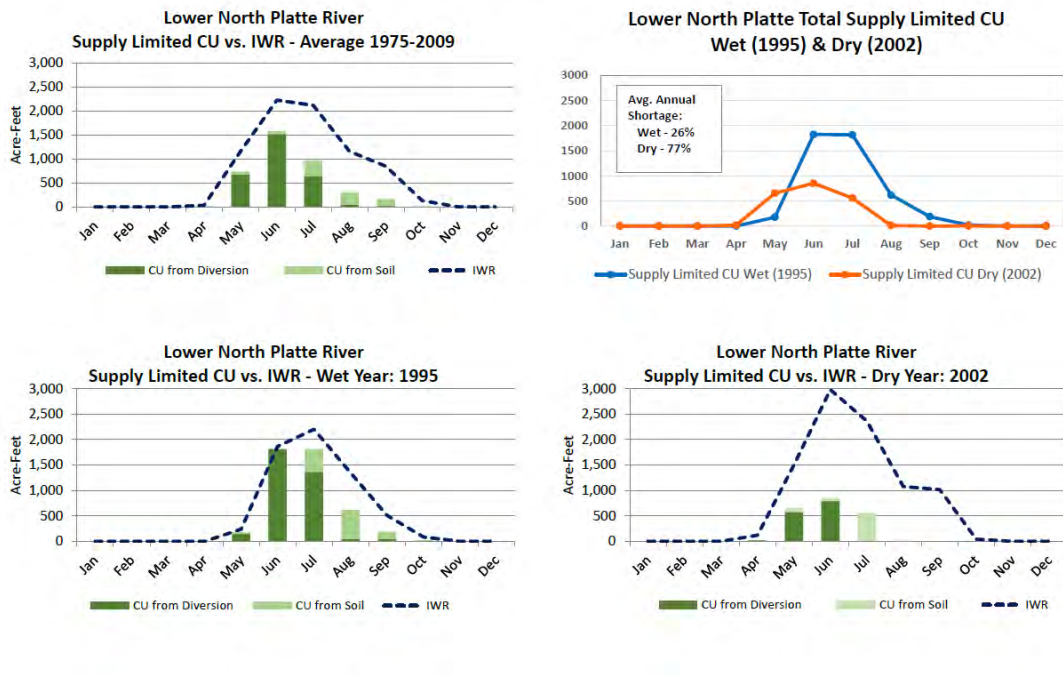 Lower North Platte River
Supply Limited CU vs. IWR - Average 1975-2009
Acre-Feet
3,000
2,500
2,000
1,500
1,000
500
0
Jan Feb Mar Apr May Jun Jul Aug Sep Oct Nov Dec
CU from Diversion CU from Soil IWR
Lower North Platte Total Supply Limited CU
Wet (1995) & Dry (2002)
3000
2500
2000
1500
1000
500
0
Avg. Annual
Shortage:
Wet - 26%
Dry - 77%
Jan Feb Mar Apr May Jun Jul Aug Sep Oct Nov Dec
Supply Limited CU Wet (1995) Supply Limited CU Dry (2002)
Lower North Platte River
Supply Limited CU vs. IWR - Wet Year: 1995
Acre-Feet
3,000
2,500
2,000
1,500
1,000
500
0
Jan Feb Mar Apr May Jun Jul Aug Sep Oct Nov Dec
CU from Diversion CU from Soil IWR
Lower North Platte River
Supply Limited CU vs. IWR - Dry Year: 2002
Acre-Feet
3,000
2,500
2,000
1,500
1,000
500
0
Jan Feb Mar Apr May Jun Jul Aug Sep Oct Nov Dec
CU from Diversion CU from Soil IWR